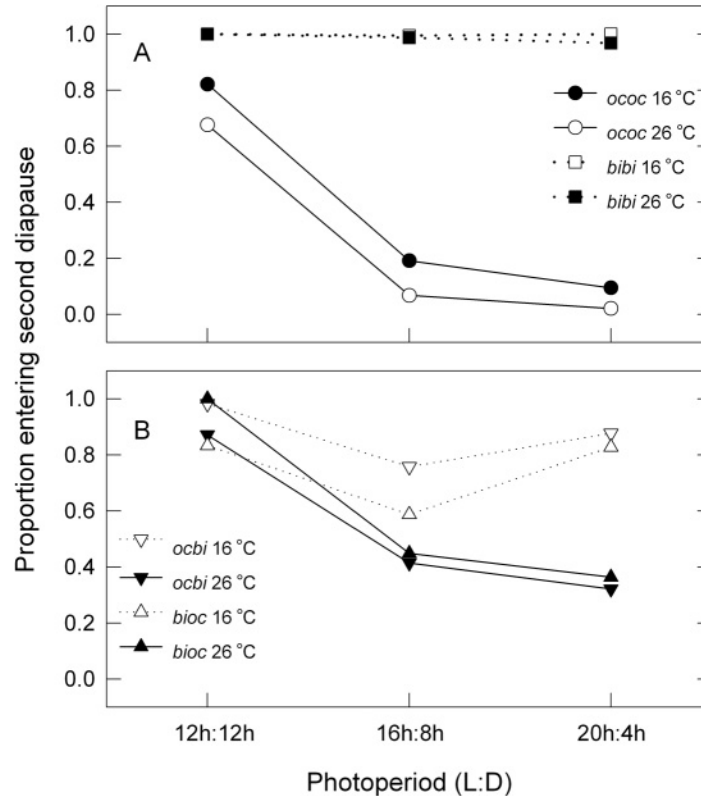 Proportion entering second diapause
A
1.0
0.8
0.6
0.4
0.2
0.0
ococ 16 °C
ococ 26 °C
bibi 16 °C
bibi 26 °C
B
1.0
0.8
0.6
0.4
0.2
0.0
ocbi 16 °C
ocbi 26 °C
bioc 16 °C
bioc 26 °C
12h:12h 16h:8h 20h:4h
Photoperiod (L:D)